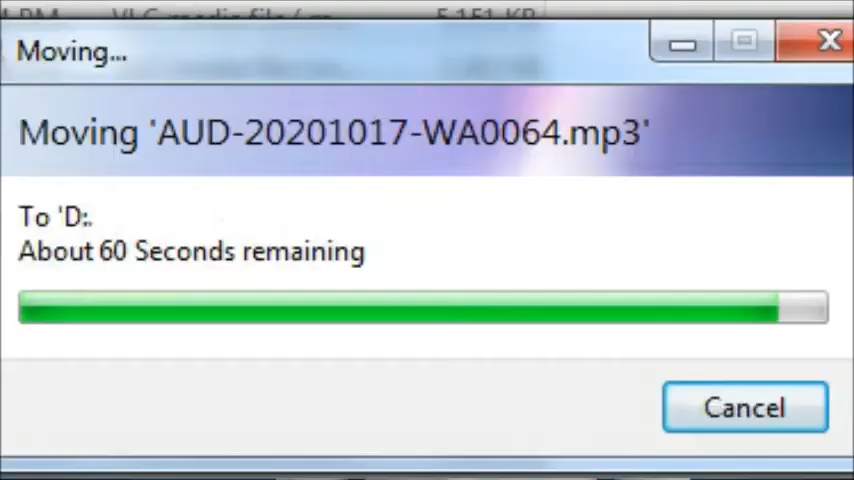 Moving...
Moving 'AUD-20201017-WA0064.mp3'
To 'D:.
About 60 Seconds remaining
Cancel